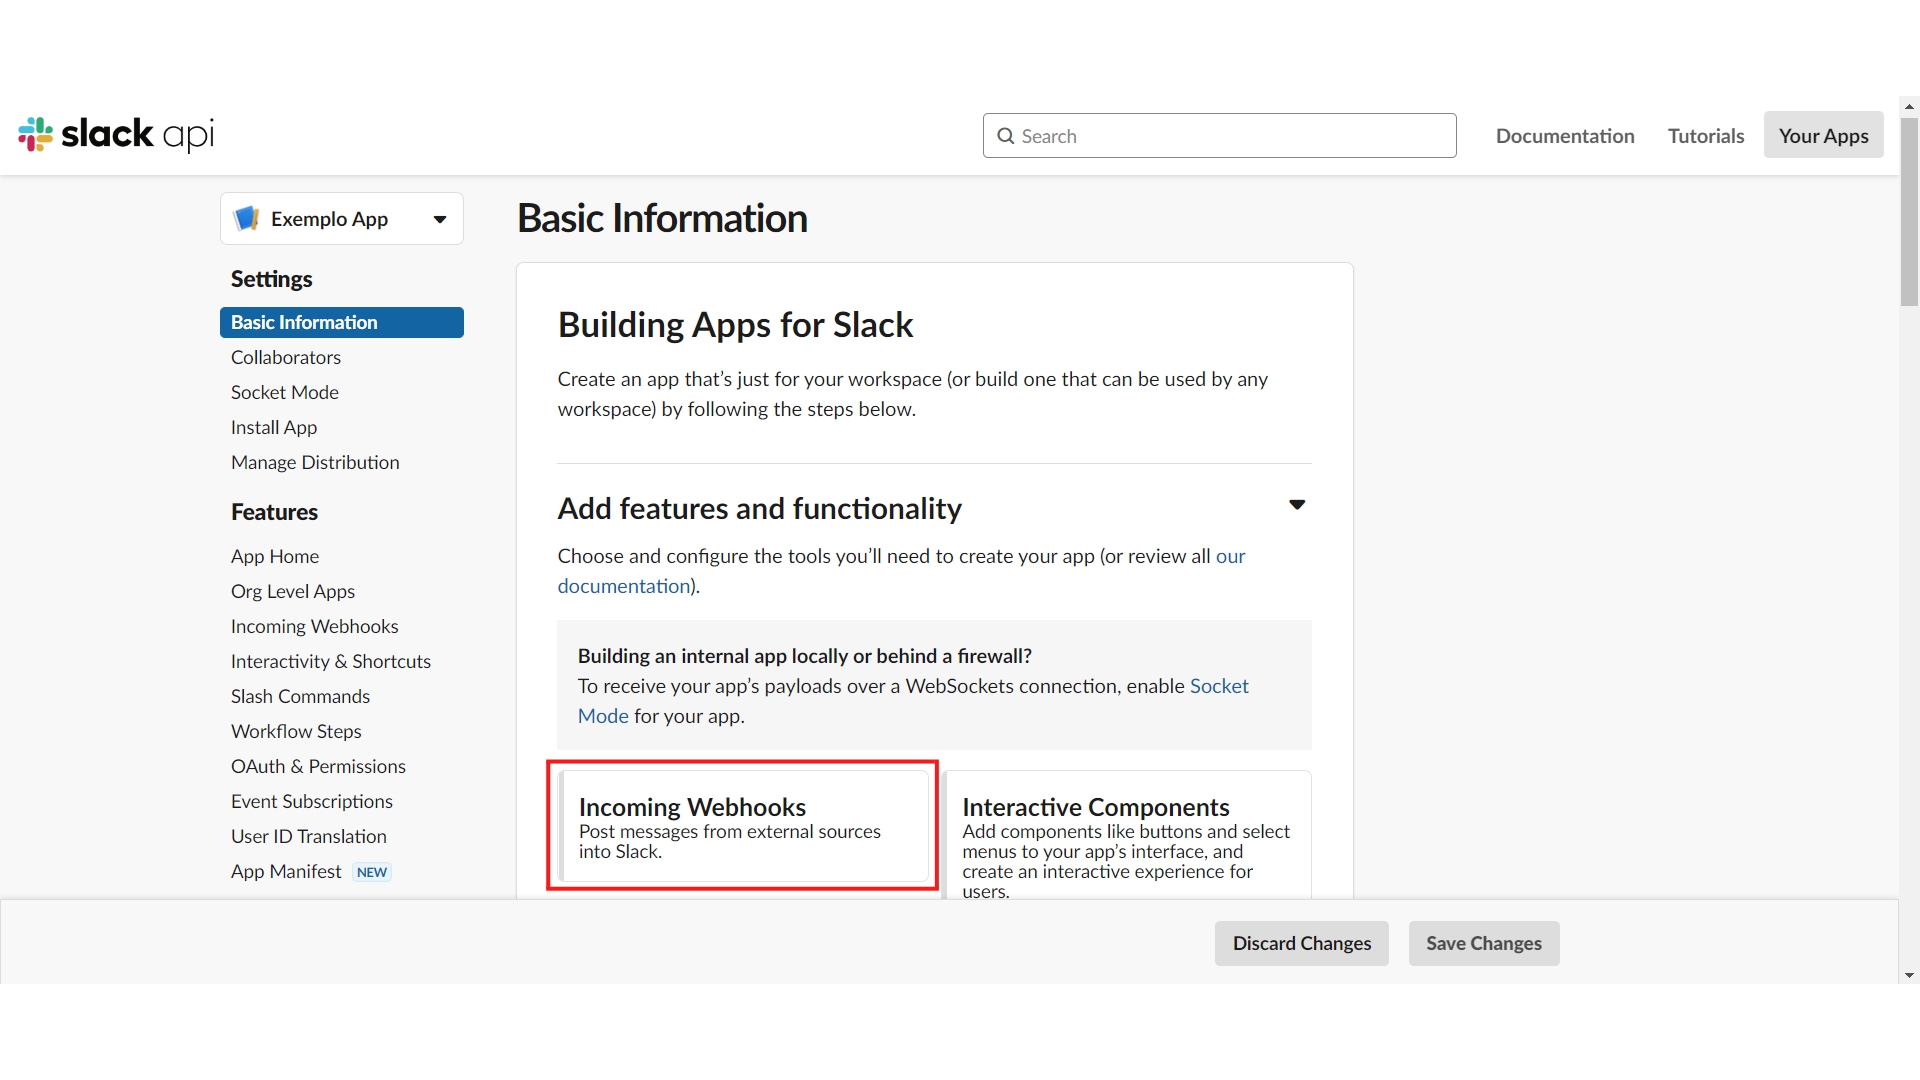 slack api
Search
Documentation
Tutorials
Your Apps
Exemplo App
Settings
Basic Information
Collaborators
Socket Mode
Install App
Manage Distribution
Features
App Home
Org Level Apps
Incoming Webhooks
Interactivity & Shortcuts
Slash Commands
Workflow Steps
OAuth & Permissions
Event Subscriptions
User ID Translation
App Manifest NEW
Basic Information
Building Apps for Slack
Create an app that’s just for your workspace (or build one that can be used by any
workspace) by following the steps below.
Add features and functionality
Choose and configure the tools you’ll need to create your app (or review all our
documentation).
Building an internal app locally or behind a firewall?
To receive your app’s payloads over a WebSockets connection, enable Socket
Mode for your app.
Incoming Webhooks
Post messages from external sources
into Slack.
Interactive Components
Add components like buttons and select
menus to your app’s interface, and
create an interactive experience for
users.
Discard Changes
Save Changes